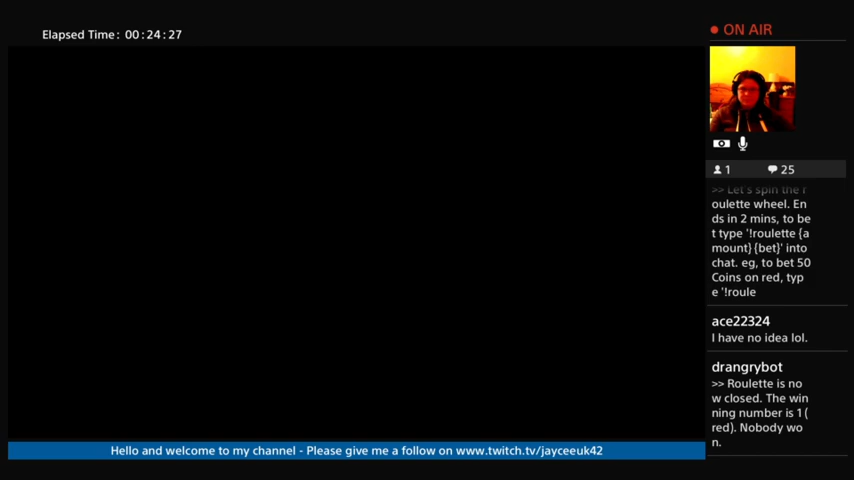 Elapsed Time: 00:24:27
ON AIR
1 25
>> Let's spin the r
oulette wheel. En
ds in 2 mins, to be
t type '!roulette {a
mount} {bet}' into
chat. eg, to bet 50
Coins on red, typ
e '!roule
ace22324
I have no idea lol.
drangrybot
>> Roulette is no
w closed. The win
ning number is 1 (
red). Nobody wo
n.
Hello and welcome to my channel - Please give me a follow on www.twitch.tv/jayceeuk42